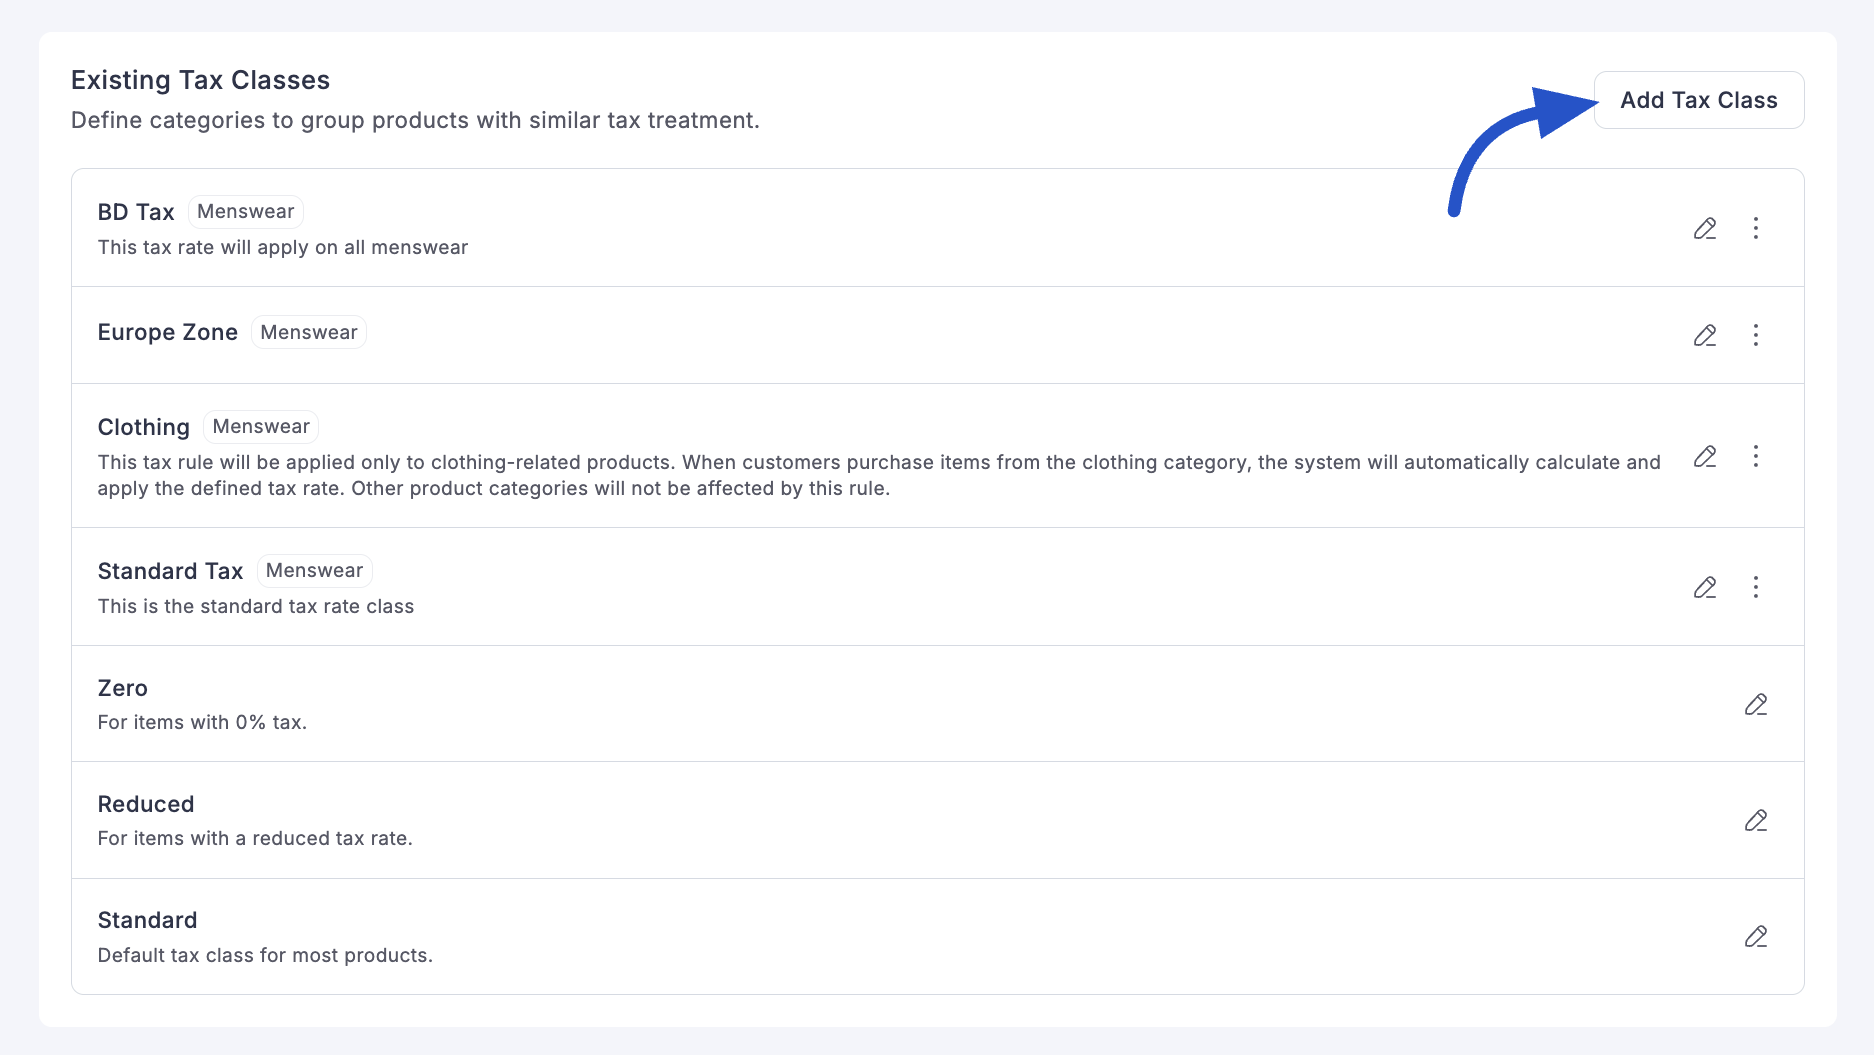 Existing Tax Classes
Define categories to group products with similar tax treatment.
Add Tax Class
BD Tax Menswear
This tax rate will apply on all menswear
Europe Zone Menswear
Clothing Menswear
This tax rule will be applied only to clothing-related products. When customers purchase items from the clothing category, the system will automatically calculate and
apply the defined tax rate. Other product categories will not be affected by this rule.
Standard Tax Menswear
This is the standard tax rate class
Zero
For items with 0% tax.
Reduced
For items with a reduced tax rate.
Standard
Default tax class for most products.